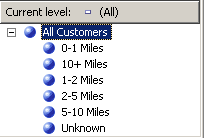 Current level: (All)
All Customers
0-1 Miles
10+ Miles
1-2 Miles
2-5 Miles
5-10 Miles
Unknown